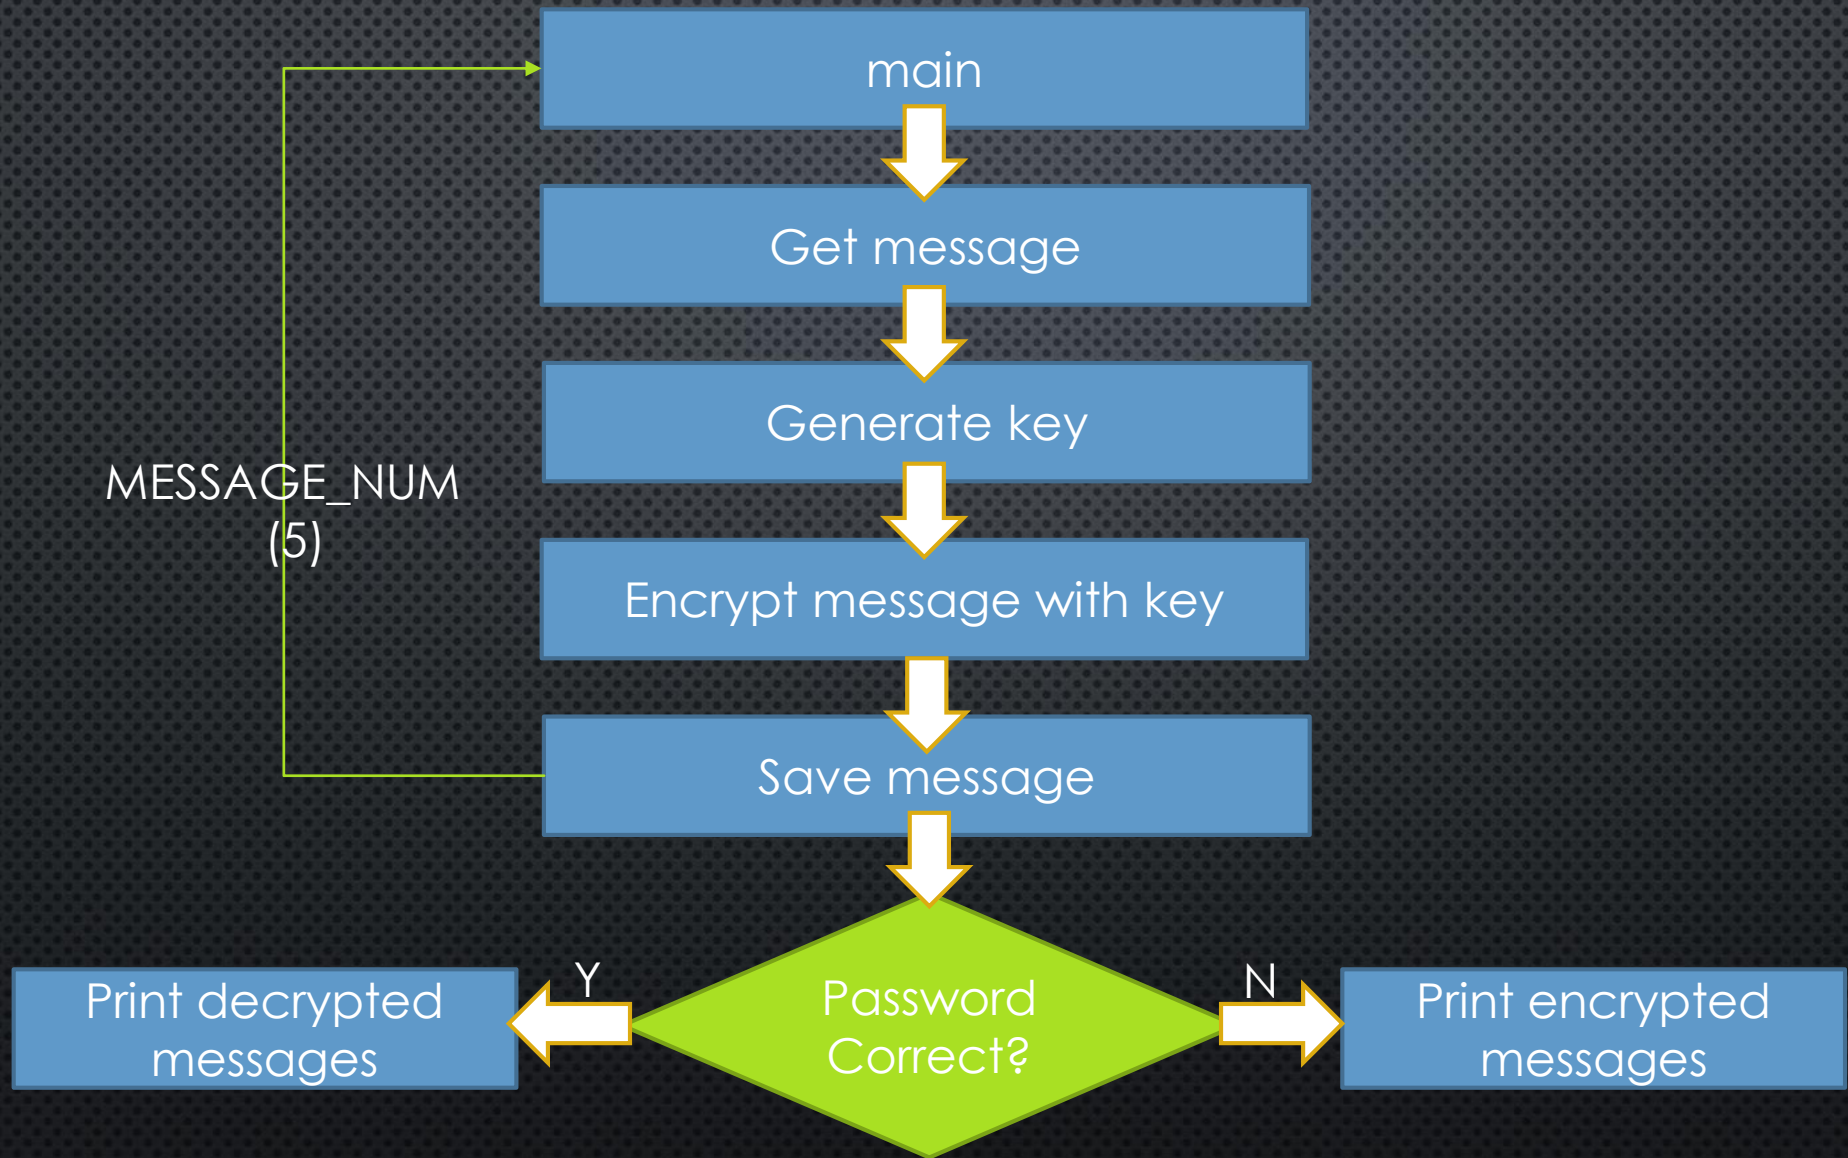 main
Get message
Generate key
MESSAGE_NUM
(5)
Encrypt message with key
Save message
Y
N
Print decrypted
messages
Password
Correct?
Print encrypted
messages